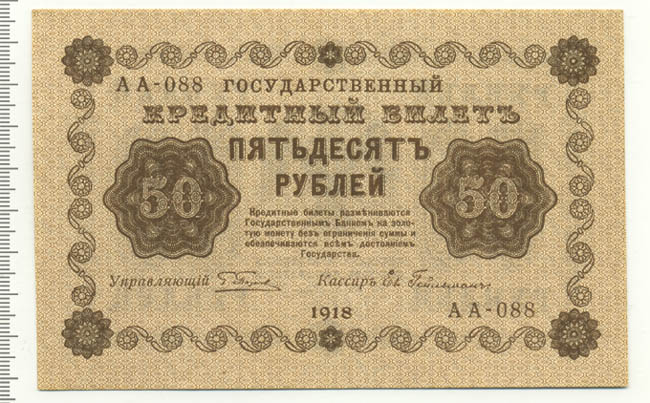 АА-088 ГОСУДАРСТВЕННЫЙ
КРЕДИТНЫЙ БИЛЕТЪ
ПЯТЬДЕСЯТЪ
РУБЛЕЙ
50
50
Кредитные билеты размѣниваются
Государственнымъ Банкомъ на золо-
тую монету безъ ограниченія суммы и
обезпечиваются всѣмъ достояніемъ
Государства.
Управляющій
Кассиръ
1918
АА-088